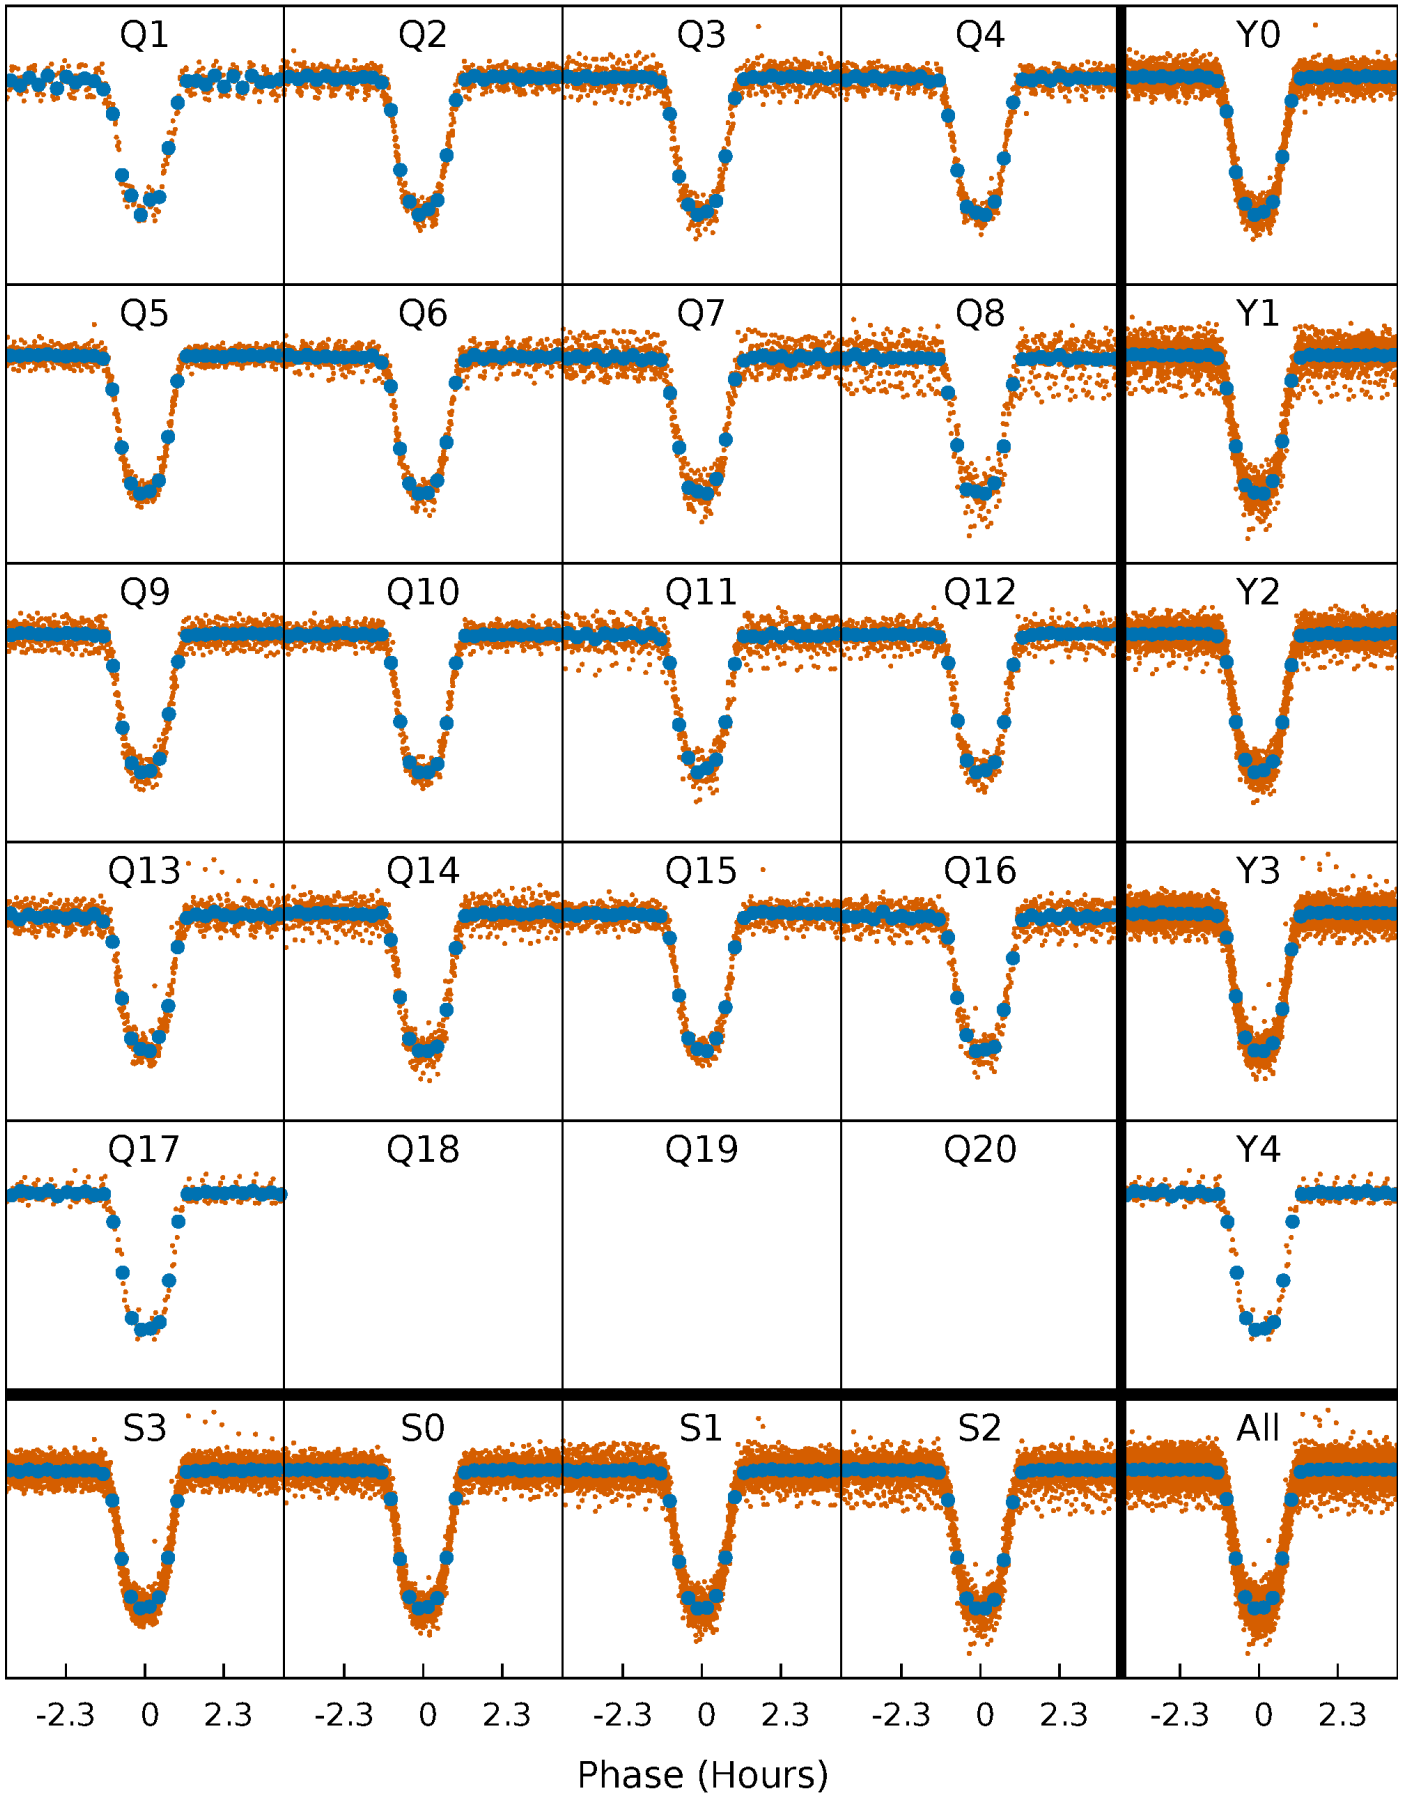 Q1 Q2 Q3 Q4 Y0
Q5 Q6 Q7 Q8 Y1
Q9 Q10 Q11 Q12 Y2
Q13 Q14 Q15 Q16 Y3
Q17 Q18 Q19 Q20 Y4
S3 S0 S1 S2 All
-2.3 0 2.3 -2.3 0 2.3 -2.3 0 2.3 -2.3 0 2.3 -2.3 0 2.3
Phase (Hours)